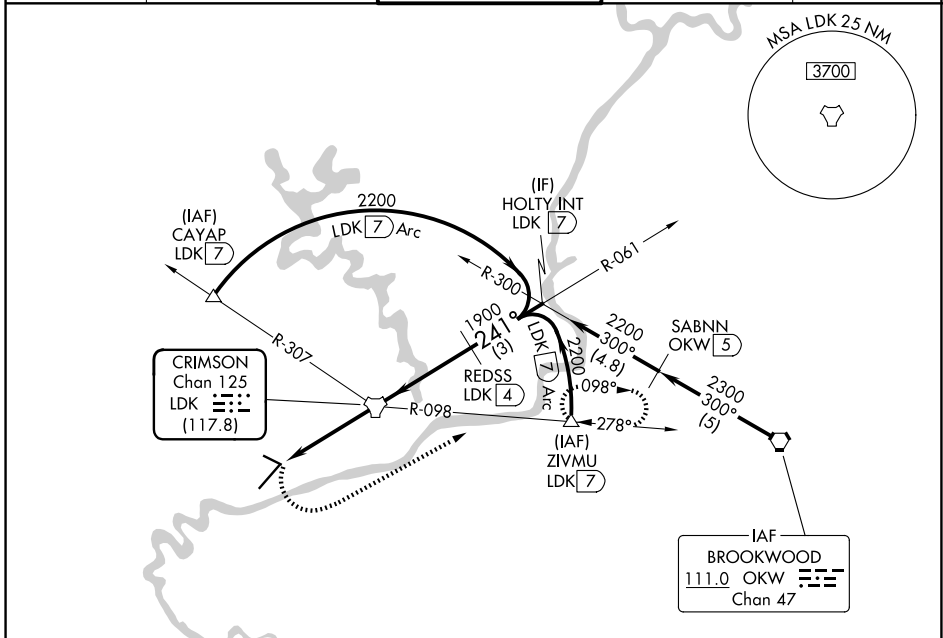 MSA LDK 25 NM
3700
(IF)
HOLTY INT
LDK 7
2200
LDK 7 Arc
(IAF)
CAYAP
LDK 7
R-300
R-061
R-307
1900
241°
(3)
REDSS
LDK 4
LDK 7 Arc
2200
2200
300°
(4.8)
SABNN
OKW 5
2300
300°
(5)
CRIMSON
Chan 125
LDK
(117.8)
R-098
098°
278°
(IAF)
ZIVMU
LDK 7
IAF
BROOKWOOD
111.0 OKW
Chan 47